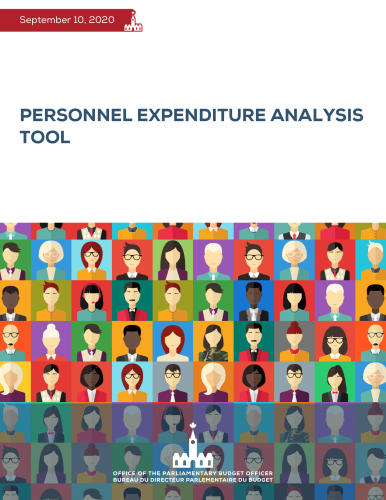 September 10, 2020
PERSONNEL EXPENDITURE ANALYSIS
TOOL
OFFICE OF THE PARLIAMENTARY BUDGET OFFICER
BUREAU DU DIRECTEUR PARLEMENTAIRE DU BUDGET